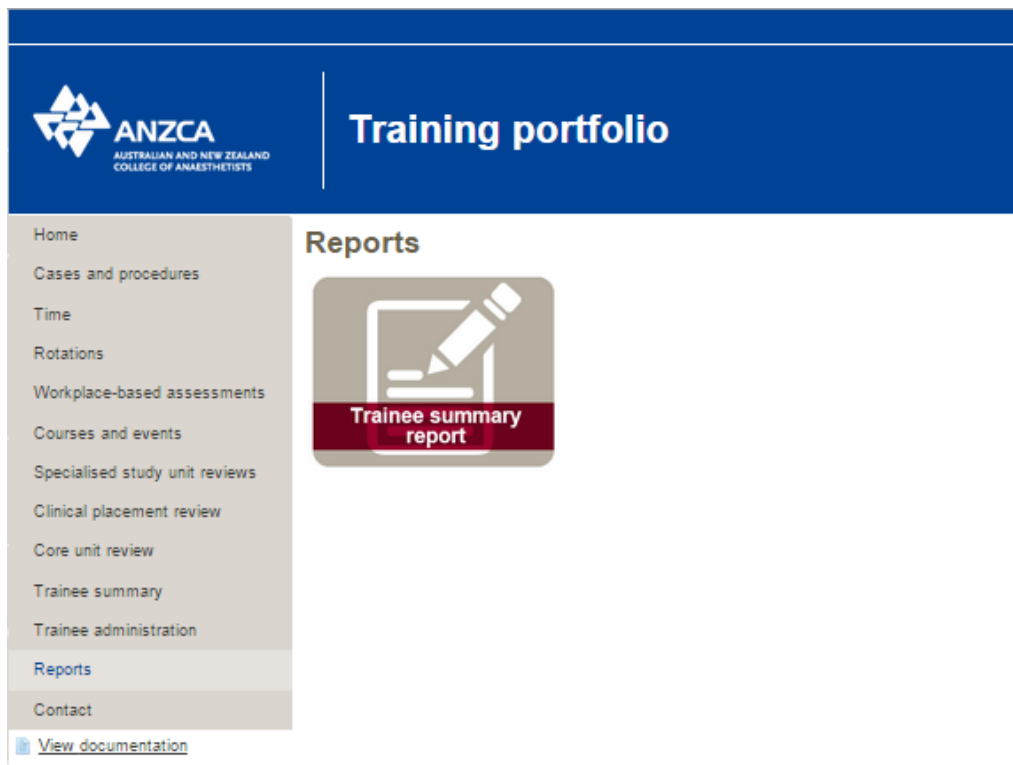 ANZCA
AUSTRALIAN AND NEW ZEALAND
COLLEGE OF ANAESTHETISTS
Training portfolio
Home
Cases and procedures
Time
Rotations
Workplace-based assessments
Courses and events
Specialised study unit reviews
Clinical placement review
Core unit review
Trainee summary
Trainee administration
Reports
Contact
View documentation
Reports
Trainee summary
report